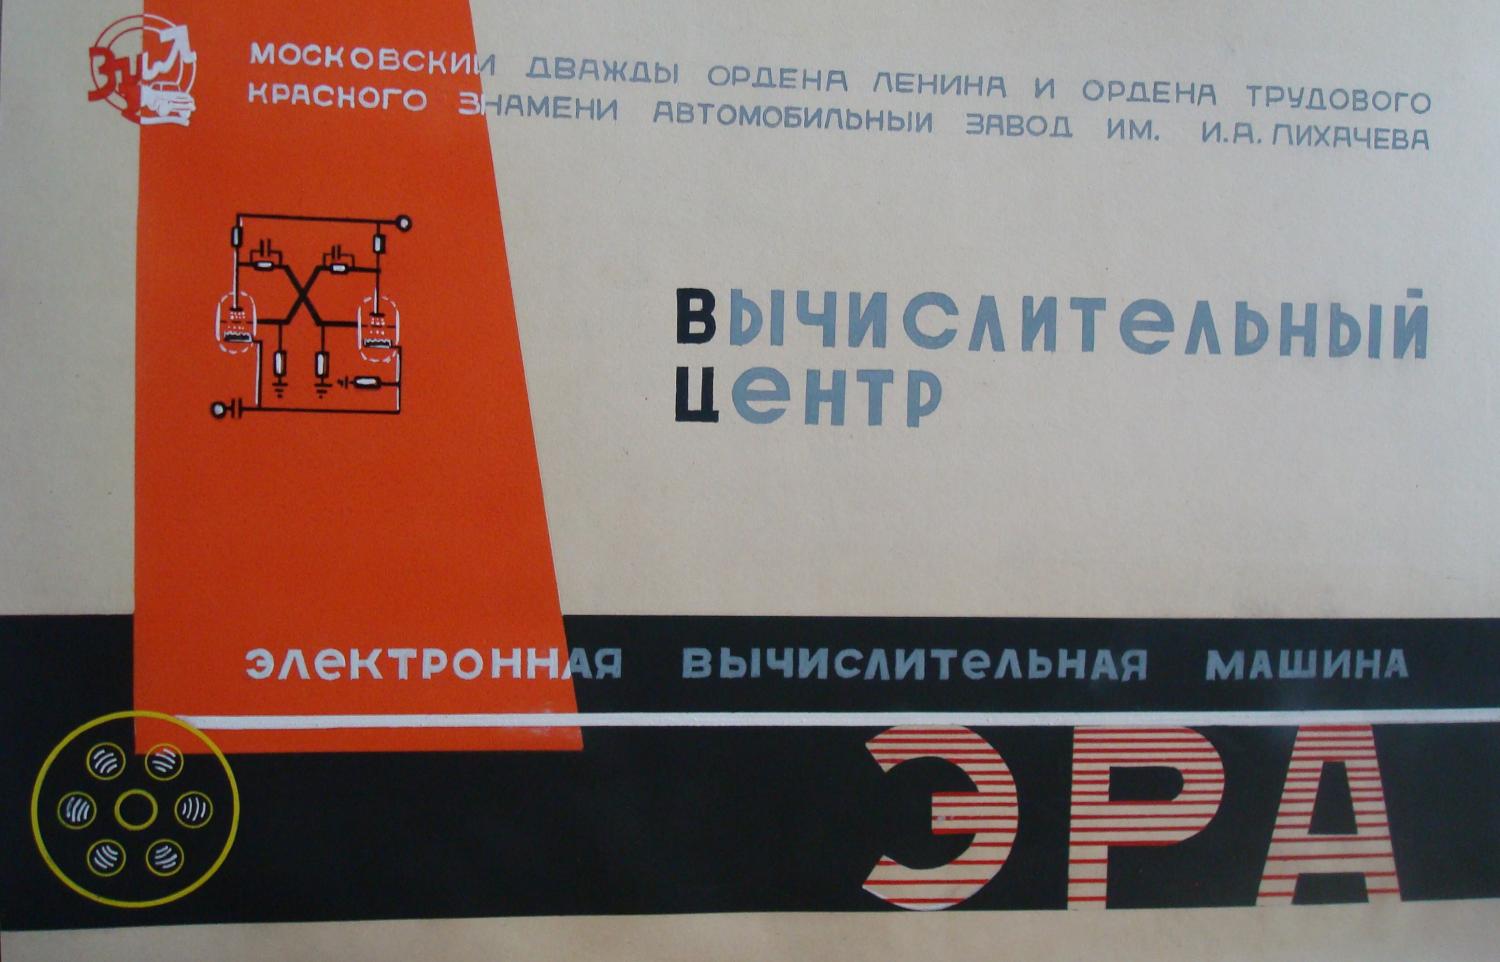 ЗИЛ
МОСКОВСКИЙ ДВАЖДЫ ОРДЕНА ЛЕНИНА И ОРДЕНА ТРУДОВОГО
КРАСНОГО ЗНАМЕНИ АВТОМОБИЛЬНЫЙ ЗАВОД ИМ. И.А.ЛИХАЧЕВА
ВЫЧИСЛИТЕЛЬНЫЙ
ЦЕНТР
ЭЛЕКТРОННАЯ ВЫЧИСЛИТЕЛЬНАЯ МАШИНА
ЭРА